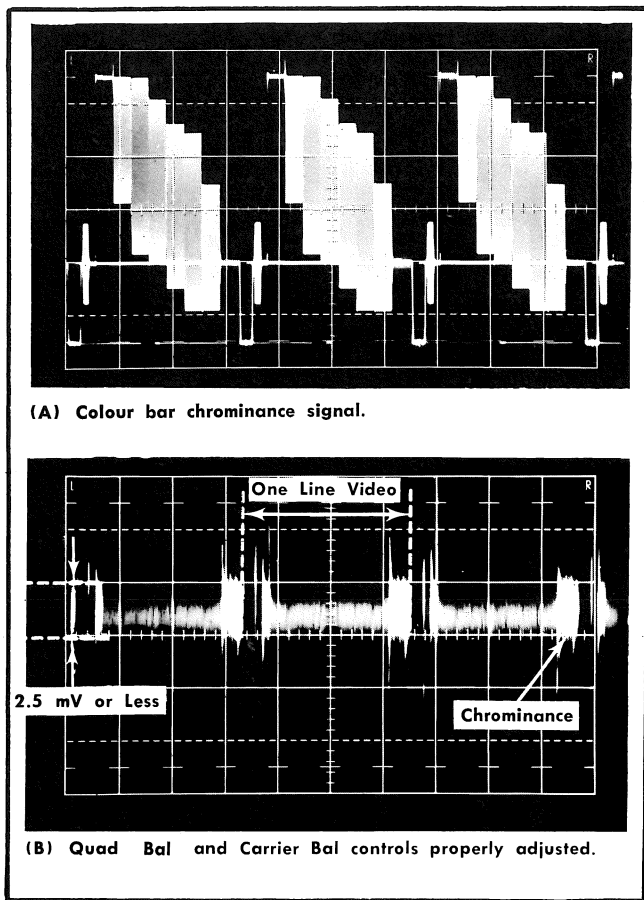 L R
(A) Colour bar chrominance signal.
L R
One Line Video
2.5 mV or Less
Chrominance
(B) Quad Bal and Carrier Bal controls properly adjusted.